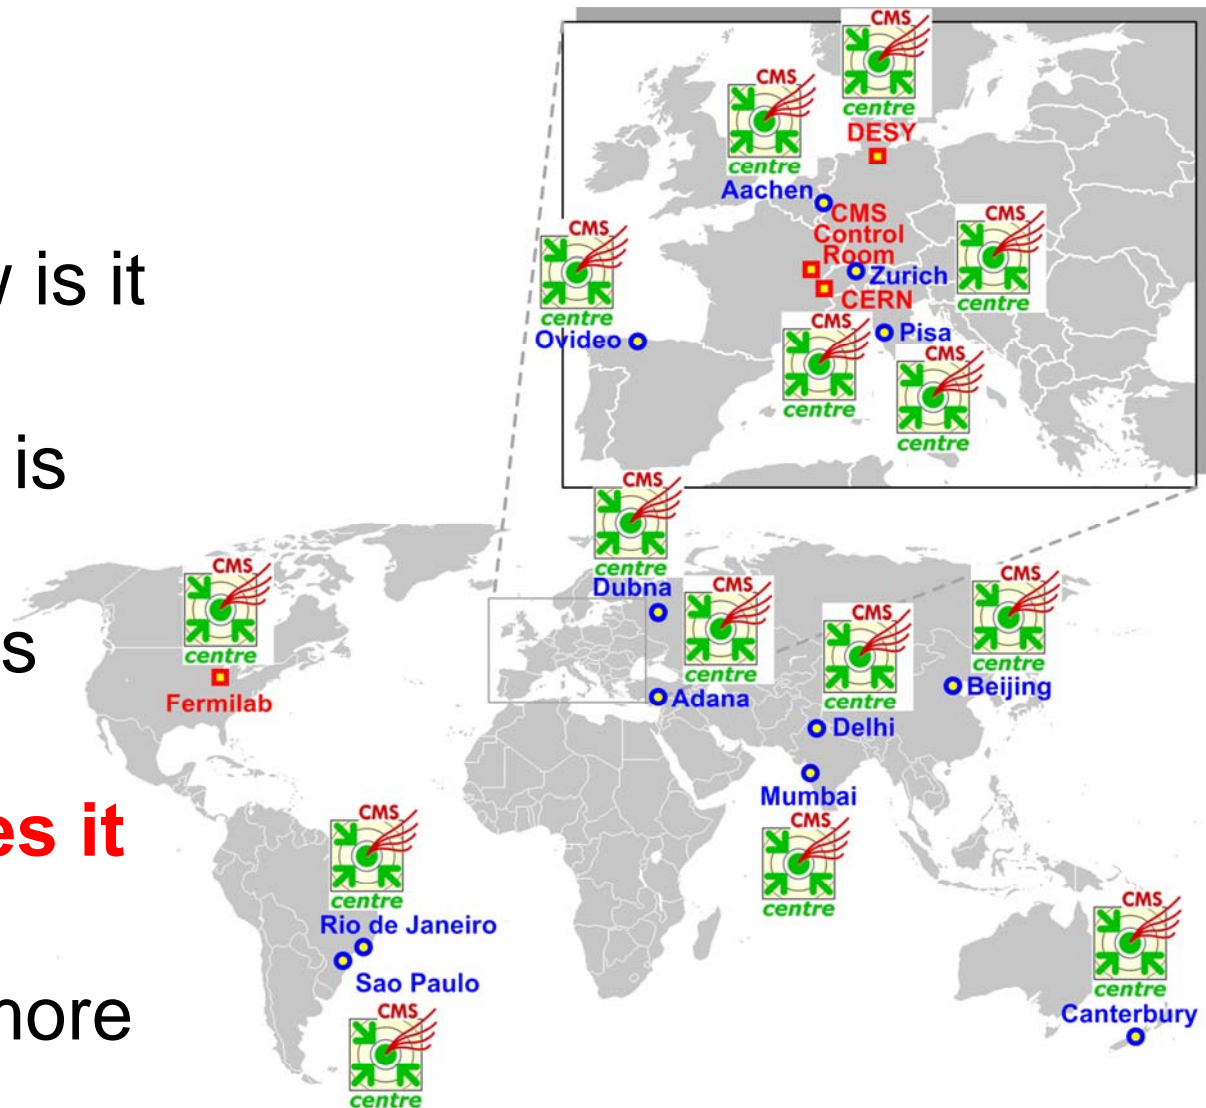 w is it
is
s
es it
more
CMS
centre
DESY
CMS
centre
Aachen
CMS
Control
Room
Zurich
CERN
CMS
centre
CMS
centre
Ovideo
CMS
centre
Pisa
CMS
centre
CMS
centre
Dubna
CMS
centre
Adana
CMS
centre
Delhi
CMS
centre
Beijing
CMS
centre
Fermilab
Mumbai
CMS
centre
CMS
centre
Rio de Janeiro
Sao Paulo
CMS
centre
CMS
centre
Canterbury